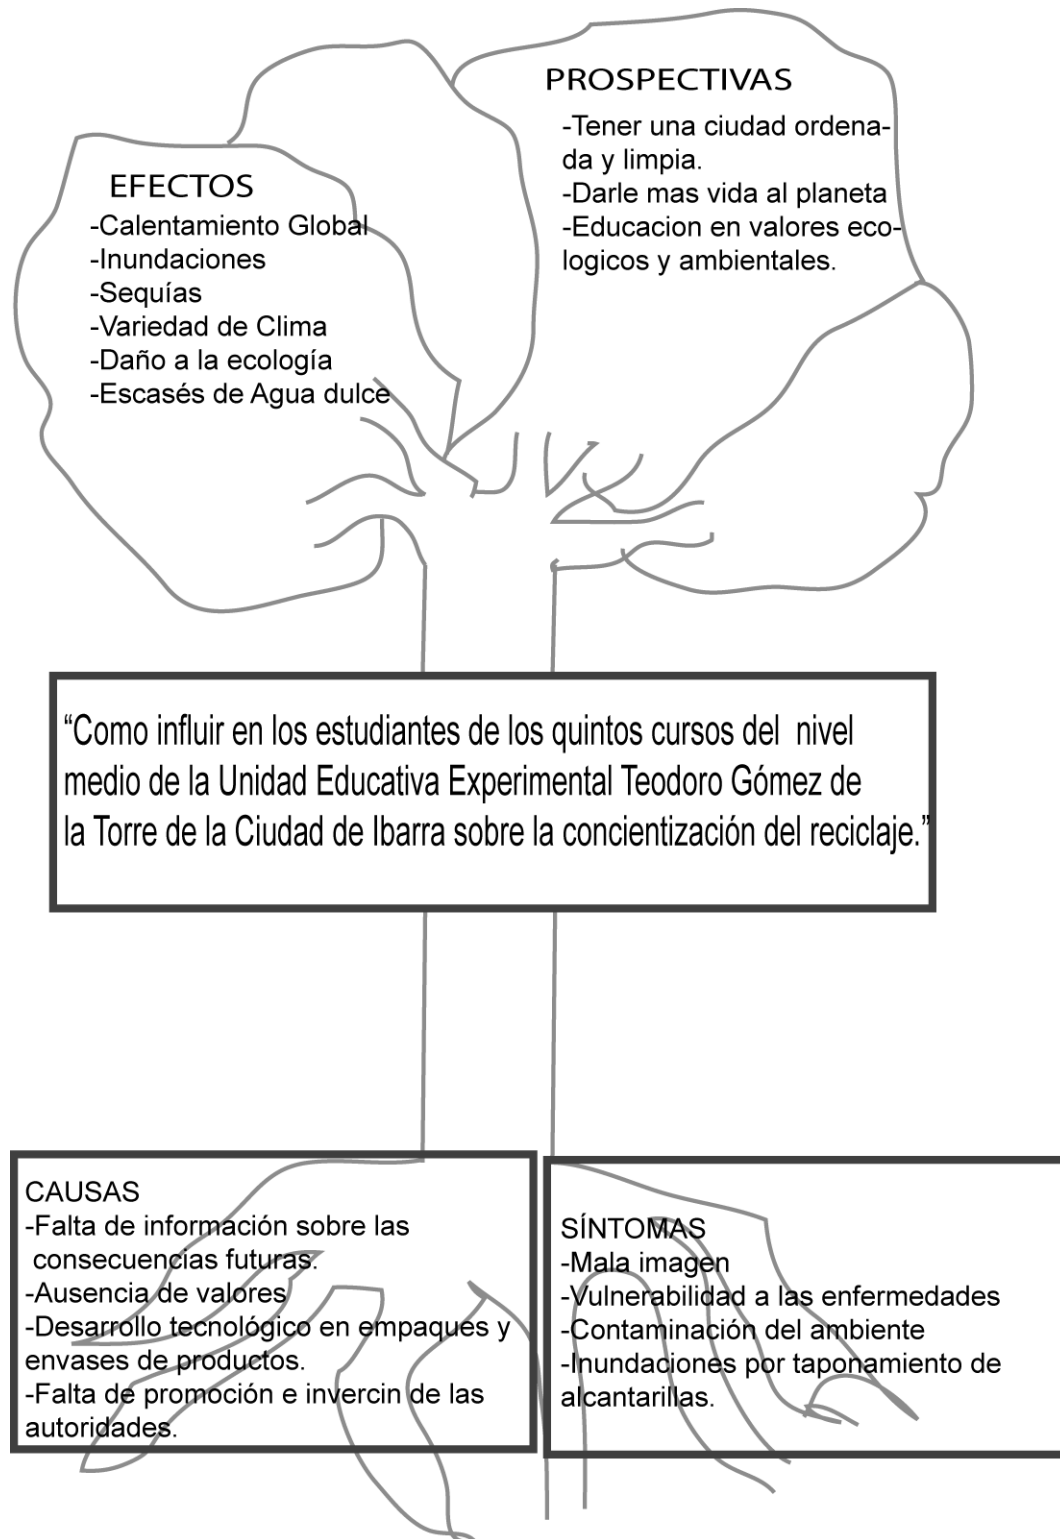 PROSPECTIVAS
-Tener una ciudad ordena-
da y limpia.
-Darle mas vida al planeta
-Educacion en valores eco-
logicos y ambientales.
EFECTOS
-Calentamiento Global
-Inundaciones
-Sequías
-Variedad de Clima
-Daño a la ecología
-Escasés de Agua dulce
“Como influir en los estudiantes de los quintos cursos del nivel
medio de la Unidad Educativa Experimental Teodoro Gómez de
la Torre de la Ciudad de Ibarra sobre la concientización del reciclaje.”
CAUSAS
-Falta de información sobre las
consecuencias futuras.
-Ausencia de valores
-Desarrollo tecnológico en empaques y
envases de productos.
-Falta de promoción e invercin de las
autoridades.
SÍNTOMAS
-Mala imagen
-Vulnerabilidad a las enfermedades
-Contaminación del ambiente
-Inundaciones por taponamiento de
alcantarillas.